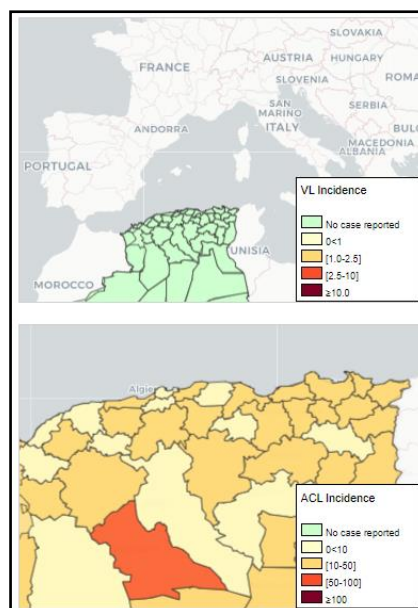 SLOVAKIA
FRANCE
AUSTRIA
HUNGARY
SLOVENIA
ROMA
SAN
MARINO
ITALY
SERBIA
ANDORRA
BUL
MACEDONIA
ALBANIA
PORTUGAL
VL Incidence
No case reported
0<1
[1.0-2.5]
[2.5-10]
≥10.0
UNISIA
MOROCCO
Algie
ACL Incidence
No case reported
0<10
[10-50]
[50-100]
≥100